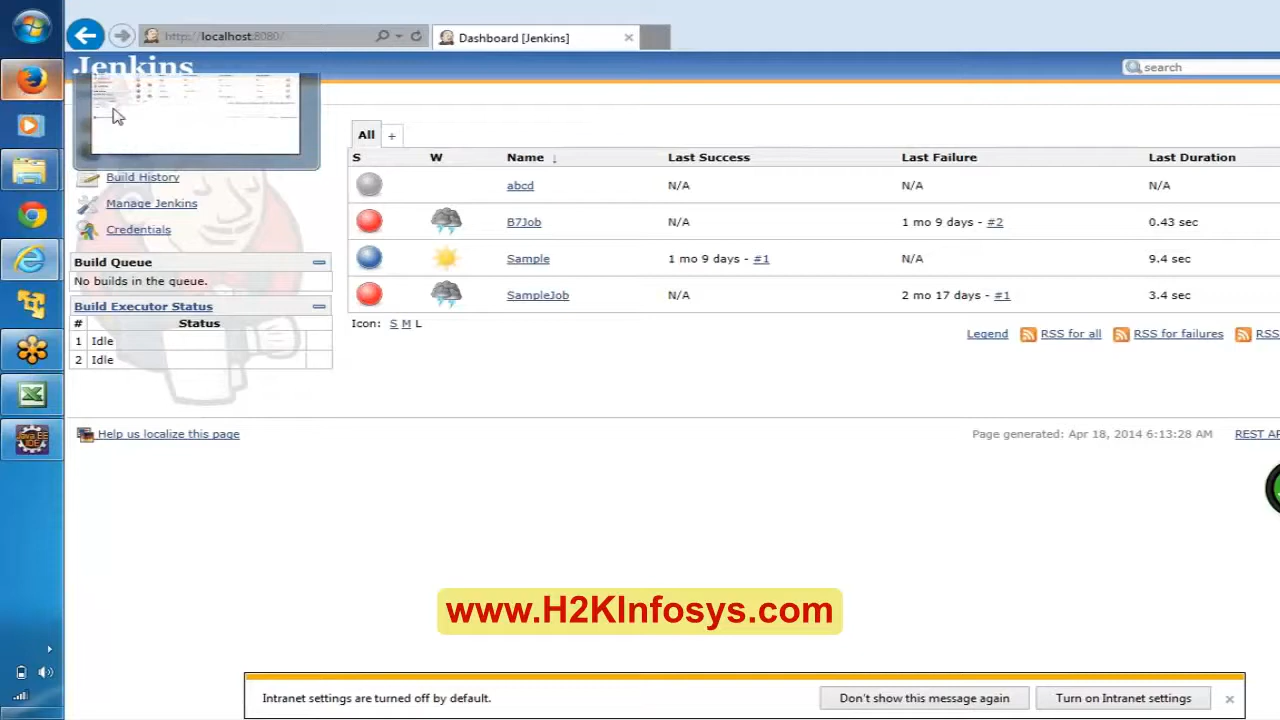 http://localhost:8080/
Dashboard [Jenkins]
Jenkins
search
All +
S W Name ↓ Last Success Last Failure Last Duration
abcd N/A N/A N/A
B7Job N/A 1 mo 9 days - #2 0.43 sec
Sample 1 mo 9 days - #1 N/A 9.4 sec
SampleJob N/A 2 mo 17 days - #1 3.4 sec
Icon: S M L
Legend RSS for all RSS for failures RSS
Build History
Manage Jenkins
Credentials
Build Queue
No builds in the queue.
Build Executor Status
# Status
1 Idle
2 Idle
Help us localize this page
Page generated: Apr 18, 2014 6:13:28 AM REST AP
www.H2KInfosys.com
Intranet settings are turned off by default. Don't show this message again Turn on Intranet settings
JAVA EE
IDE